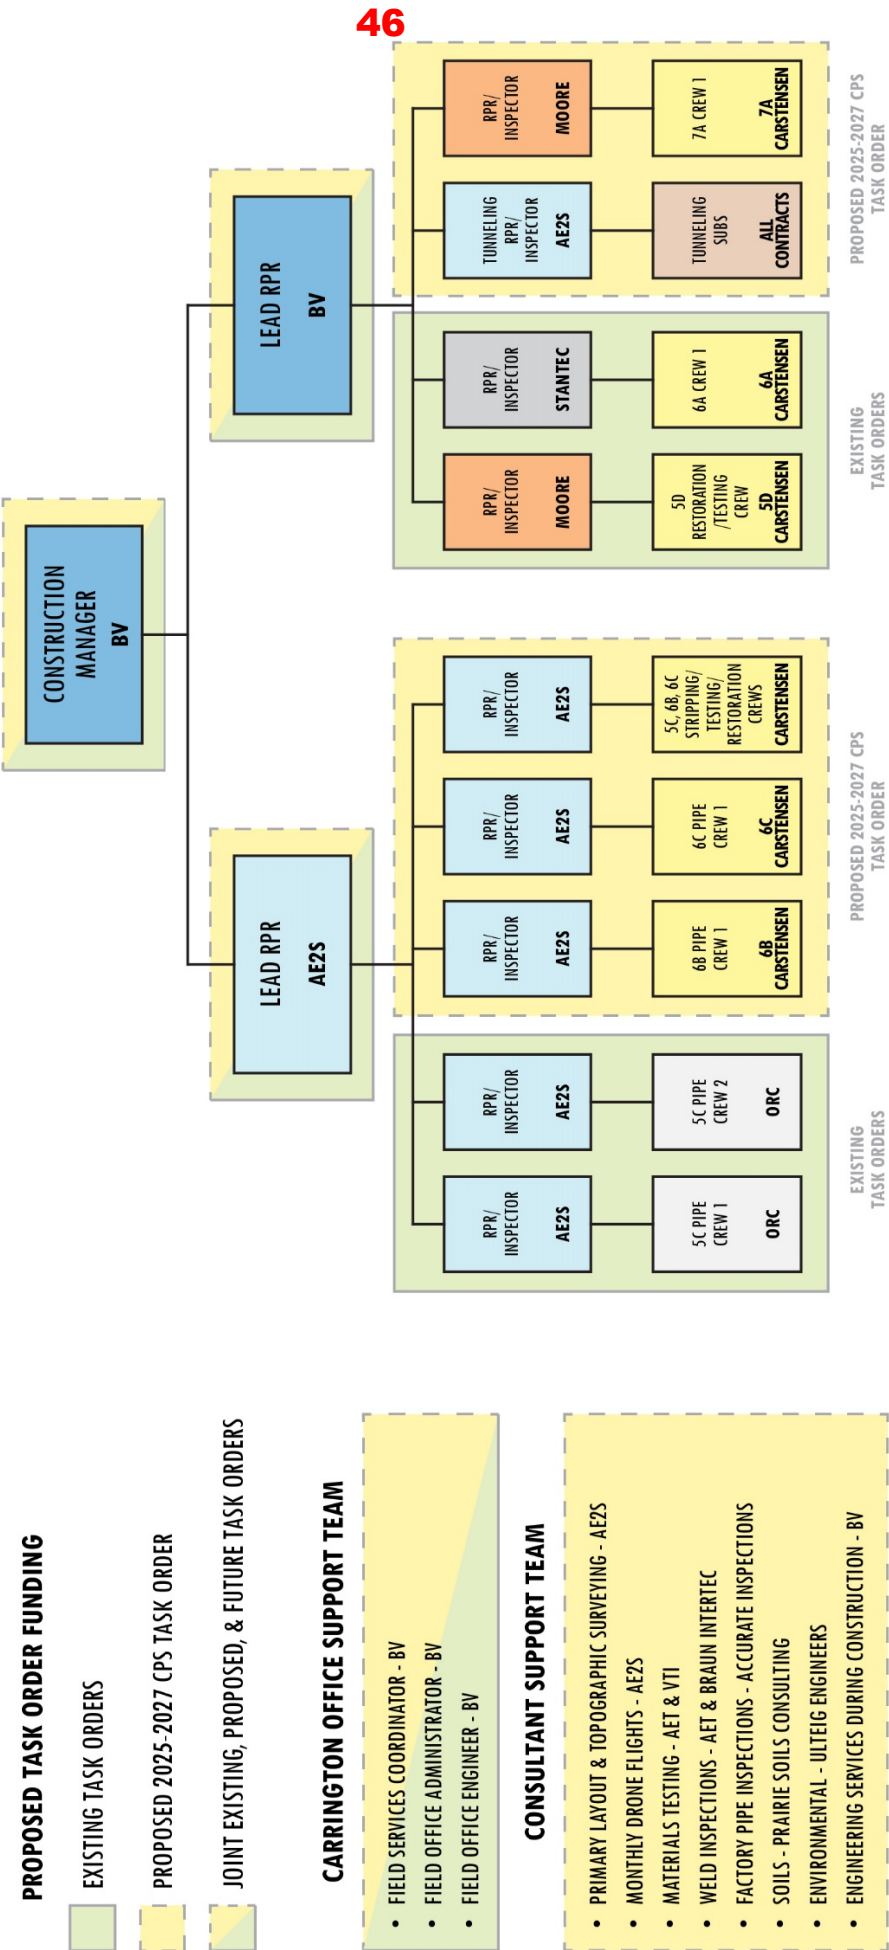 46
CONSTRUCTION
MANAGER
BV
LEAD RPR
AE2S
LEAD RPR
BV
RPR/
INSPECTOR
AE2S
RPR/
INSPECTOR
AE2S
RPR/
INSPECTOR
AE2S
RPR/
INSPECTOR
AE2S
RPR/
INSPECTOR
AE2S
RPR/
INSPECTOR
MOORE
RPR/
INSPECTOR
STANTEC
TUNNELING
RPR/
INSPECTOR
AE2S
RPR/
INSPECTOR
MOORE
5C PIPE
CREW 1
ORC
5C PIPE
CREW 2
ORC
6B PIPE
CREW 1
6B
CARSTENSEN
6C PIPE
CREW 1
6C
CARSTENSEN
5C, 6B, 6C
STRIPPING/
TESTING/
RESTORATION
CREWS
CARSTENSEN
5D
RESTORATION
/TESTING
CREW
5D
CARSTENSEN
6A CREW 1
6A
CARSTENSEN
TUNNELING
SUBS
ALL
CONTRACTS
7A CREW 1
7A
CARSTENSEN
EXISTING
TASK ORDERS
PROPOSED 2025-2027 CPS
TASK ORDER
EXISTING
TASK ORDERS
PROPOSED 2025-2027 CPS
TASK ORDER
PROPOSED TASK ORDER FUNDING
EXISTING TASK ORDERS
PROPOSED 2025-2027 CPS TASK ORDER
JOINT EXISTING, PROPOSED, & FUTURE TASK ORDERS
CARRINGTON OFFICE SUPPORT TEAM
• FIELD SERVICES COORDINATOR - BV
• FIELD OFFICE ADMINISTRATOR - BV
• FIELD OFFICE ENGINEER - BV
CONSULTANT SUPPORT TEAM
• PRIMARY LAYOUT & TOPOGRAPHIC SURVEYING - AE2S
• MONTHLY DRONE FLIGHTS - AE2S
• MATERIALS TESTING - AET & VTI
• WELD INSPECTIONS - AET & BRAUN INTERTEC
• FACTORY PIPE INSPECTIONS - ACCURATE INSPECTIONS
• SOILS - PRAIRIE SOILS CONSULTING
• ENVIRONMENTAL - ULTEIG ENGINEERS
• ENGINEERING SERVICES DURING CONSTRUCTION - BV